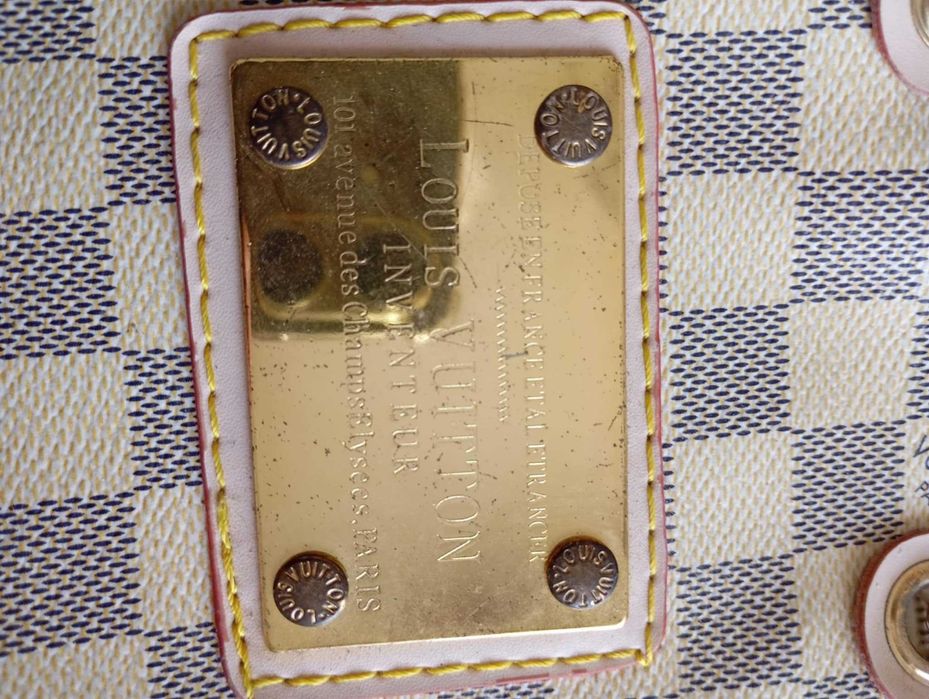 LOUIS VUITTON·
LOUIS VUITTON·
DEPOSE EN FRANCE ET A L ETRANGER
LOUIS VUITTON
INVENTEUR
101 avenue des Champs Elysees. PARIS
LOUIS VUITTON·
LOUIS VUITTON·